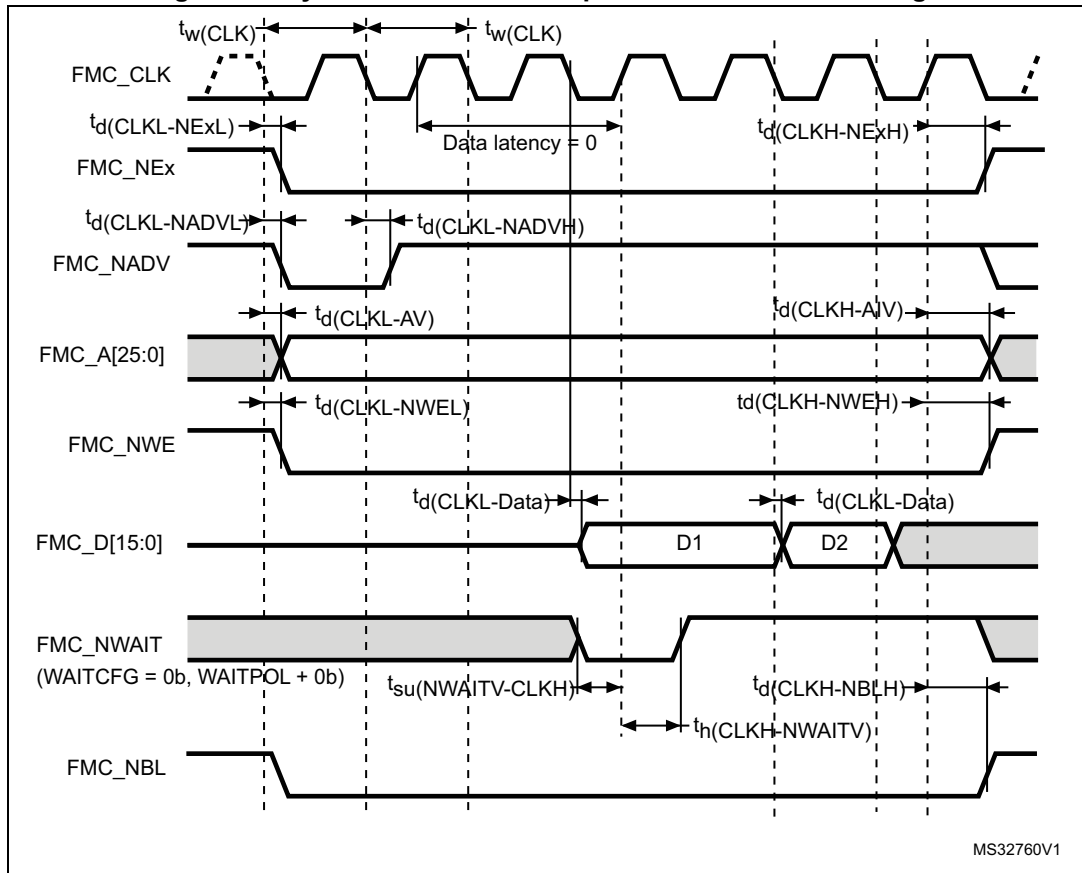 tw(CLK) tw(CLK)
FMC_CLK
td(CLKL-NExL) Data latency = 0 td(CLKH-NExH)
FMC_NEx
td(CLKL-NADVL) td(CLKL-NADVH)
FMC_NADV
td(CLKL-AV) td(CLKH-AIV)
FMC_A[25:0]
td(CLKL-NWEL) td(CLKH-NWEH)
FMC_NWE
td(CLKL-Data) td(CLKL-Data)
FMC_D[15:0] D1 D2
FMC_NWAIT
(WAITCFG = 0b, WAITPOL + 0b)
tsu(NWAITV-CLKH) td(CLKH-NBLH)
th(CLKH-NWAITV)
FMC_NBL
MS32760V1